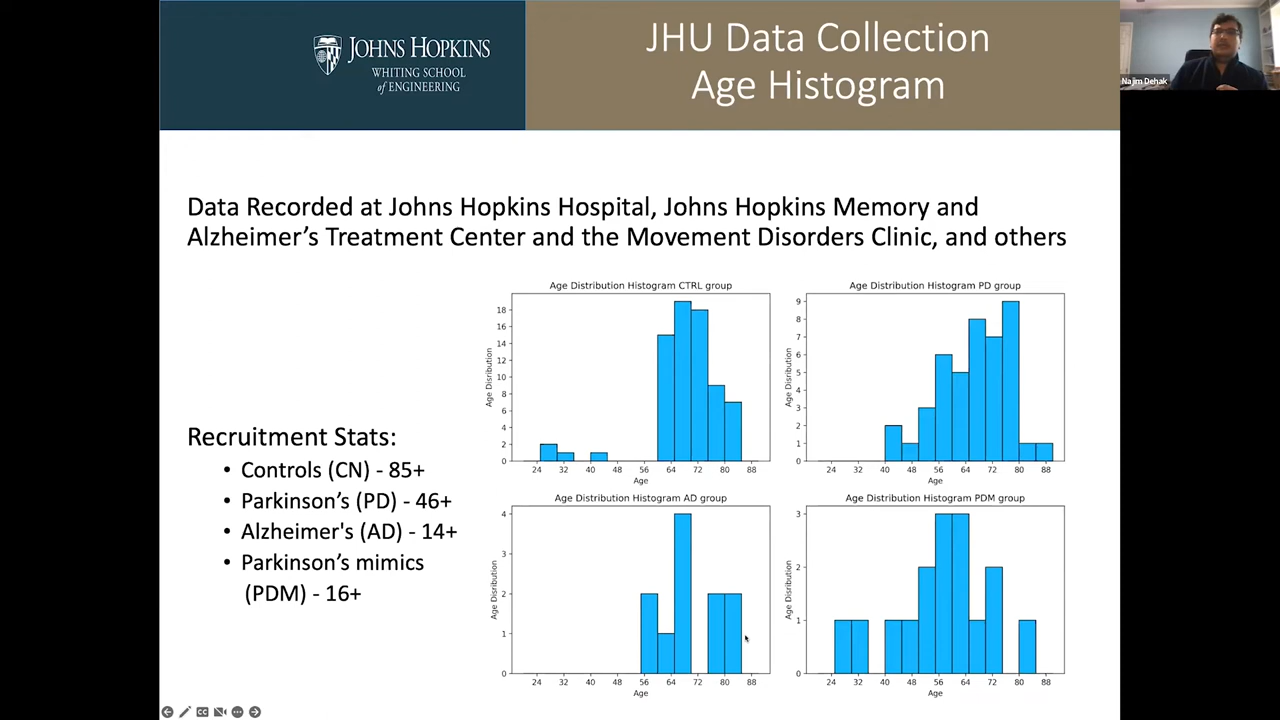 JOHNS HOPKINS
WHITING SCHOOL
of ENGINEERING
JHU Data Collection
Age Histogram
Najim Dehak
Data Recorded at Johns Hopkins Hospital, Johns Hopkins Memory and
Alzheimer’s Treatment Center and the Movement Disorders Clinic, and others
Recruitment Stats:
• Controls (CN) - 85+
• Parkinson’s (PD) - 46+
• Alzheimer's (AD) - 14+
• Parkinson’s mimics
(PDM) - 16+
Age Distribution Histogram CTRL group
Age Disribution
18
16
14
12
10
8
6
4
2
0
24 32 40 48 56 64 72 80 88
Age
Age Distribution Histogram PD group
Age Disribution
9
8
7
6
5
4
3
2
1
0
24 32 40 48 56 64 72 80 88
Age
Age Distribution Histogram AD group
Age Disribution
4
3
2
1
0
24 32 40 48 56 64 72 80 88
Age
Age Distribution Histogram PDM group
Age Disribution
3
2
1
0
24 32 40 48 56 64 72 80 88
Age